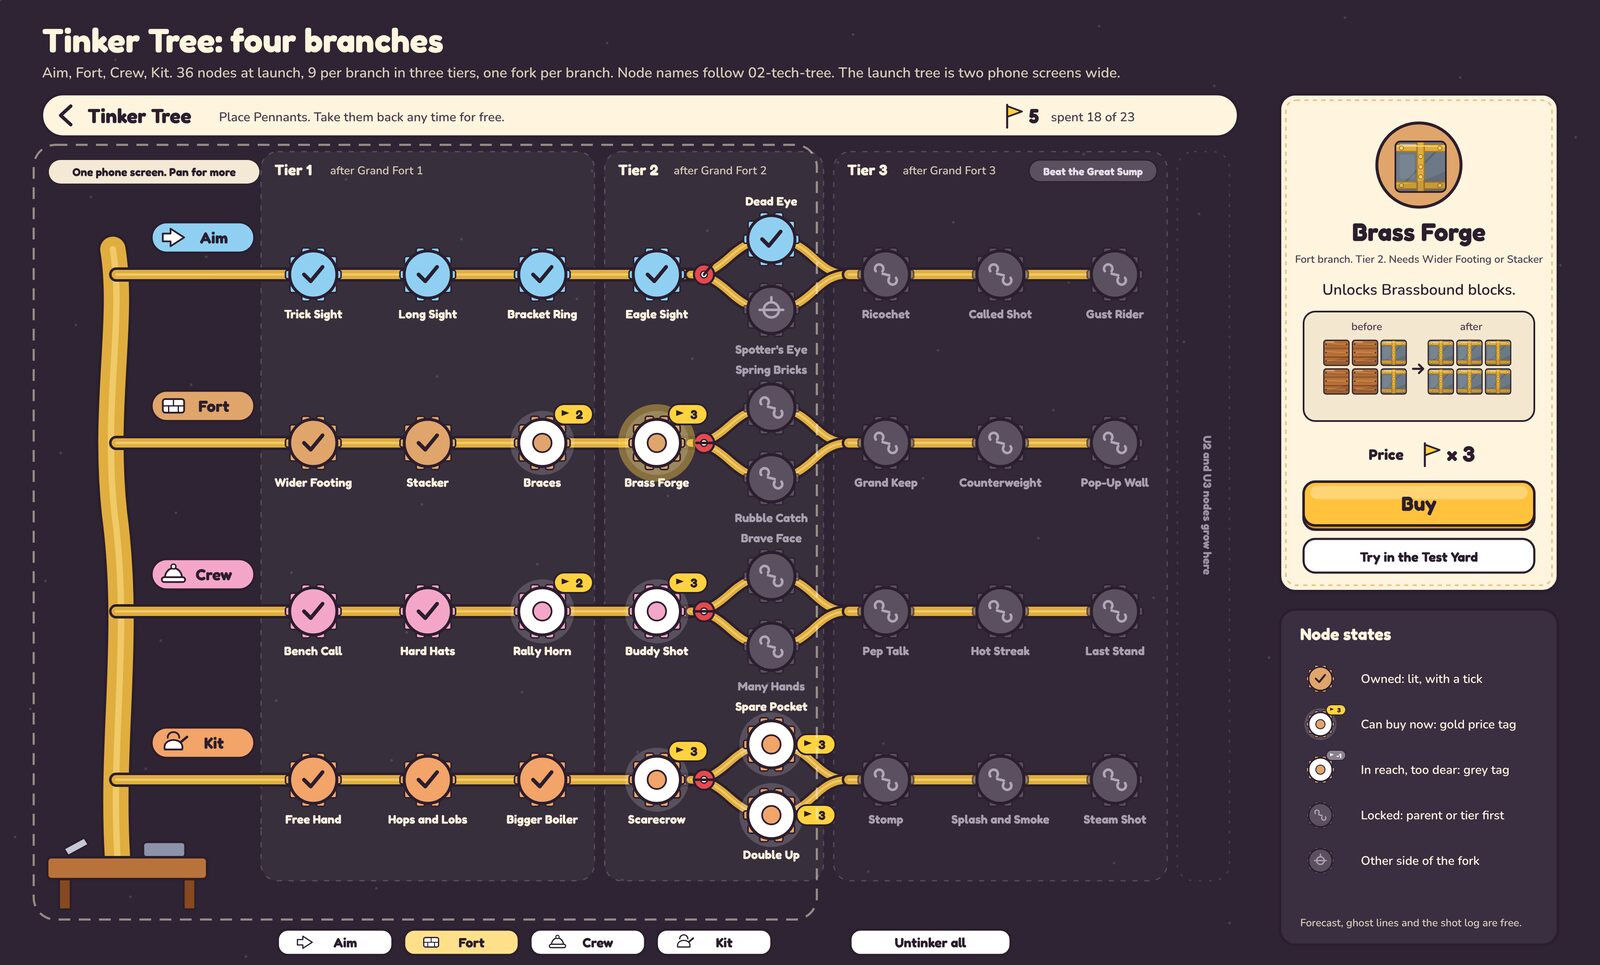 Tinker Tree: four branches
Aim, Fort, Crew, Kit. 36 nodes at launch, 9 per branch in three tiers, one fork per branch. Node names follow 02-tech-tree. The launch tree is two phone screens wide.
Tinker Tree
Place Pennants. Take them back any time for free.
5 spent 18 of 23
One phone screen. Pan for more
Tier 1 after Grand Fort 1
Tier 2 after Grand Fort 2
Tier 3 after Grand Fort 3
Beat the Great Sump
Aim
Dead Eye
Trick Sight
Long Sight
Bracket Ring
Eagle Sight
Ricochet
Called Shot
Gust Rider
Spotter's Eye
Spring Bricks
Fort
2
3
Wider Footing
Stacker
Braces
Brass Forge
Grand Keep
Counterweight
Pop-Up Wall
Rubble Catch
Brave Face
Crew
2
3
Bench Call
Hard Hats
Rally Horn
Buddy Shot
Pep Talk
Hot Streak
Last Stand
Many Hands
Spare Pocket
Kit
3
3
3
Free Hand
Hops and Lobs
Bigger Boiler
Scarecrow
Stomp
Splash and Smoke
Steam Shot
Double Up
U2 and U3 nodes grow here
Aim
Fort
Crew
Kit
Untinker all
Brass Forge
Fort branch. Tier 2. Needs Wider Footing or Stacker
Unlocks Brassbound blocks.
before
after
Price x 3
Buy
Try in the Test Yard
Node states
Owned: lit, with a tick
3
Can buy now: gold price tag
In reach, too dear: grey tag
Locked: parent or tier first
Other side of the fork
Forecast, ghost lines and the shot log are free.